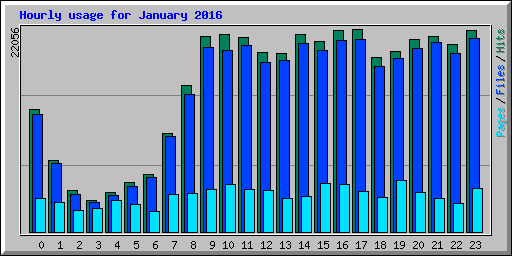 Hourly usage for January 2016
22056
Pages/Files/Hits
0 1 2 3 4 5 6 7 8 9 10 11 12 13 14 15 16 17 18 19 20 21 22 23